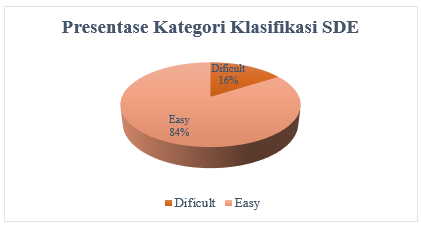 Presentase Kategori Klasifikasi SDE
Dificult
16%
Easy
84%
Dificult Easy